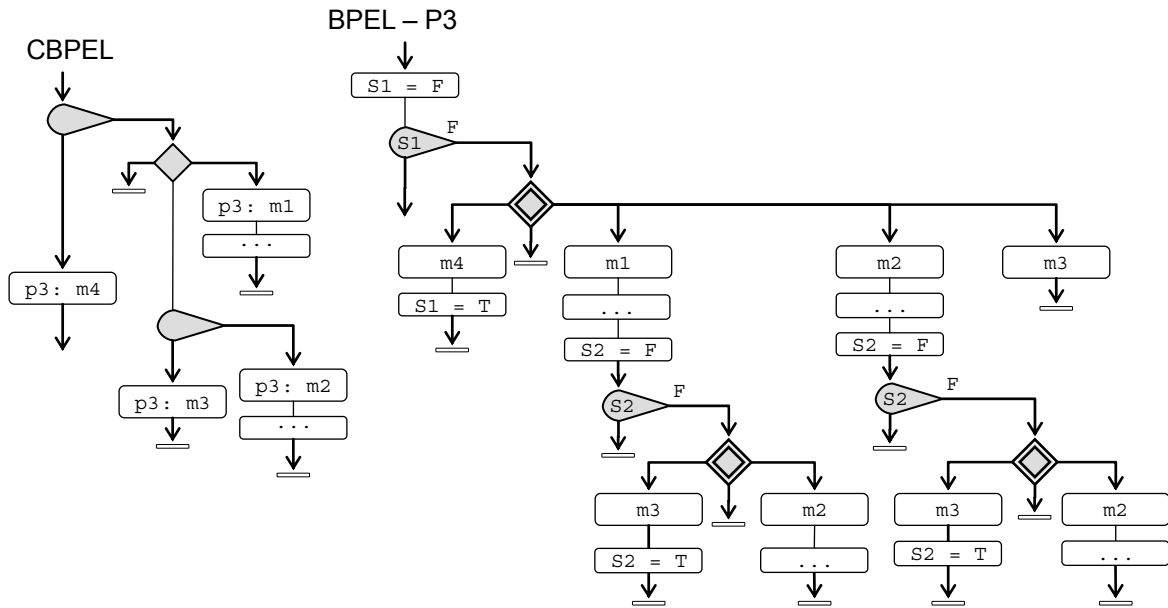 BPEL – P3
CBPEL
S1 = F
S1
F
p3: m1
...
p3: m4
m4
m1
m2
m3
S1 = T
...
...
S2 = F
S2 = F
p3: m3
p3: m2
...
S2
F
S2
F
m3
m2
m3
m2
S2 = T
...
S2 = T
...